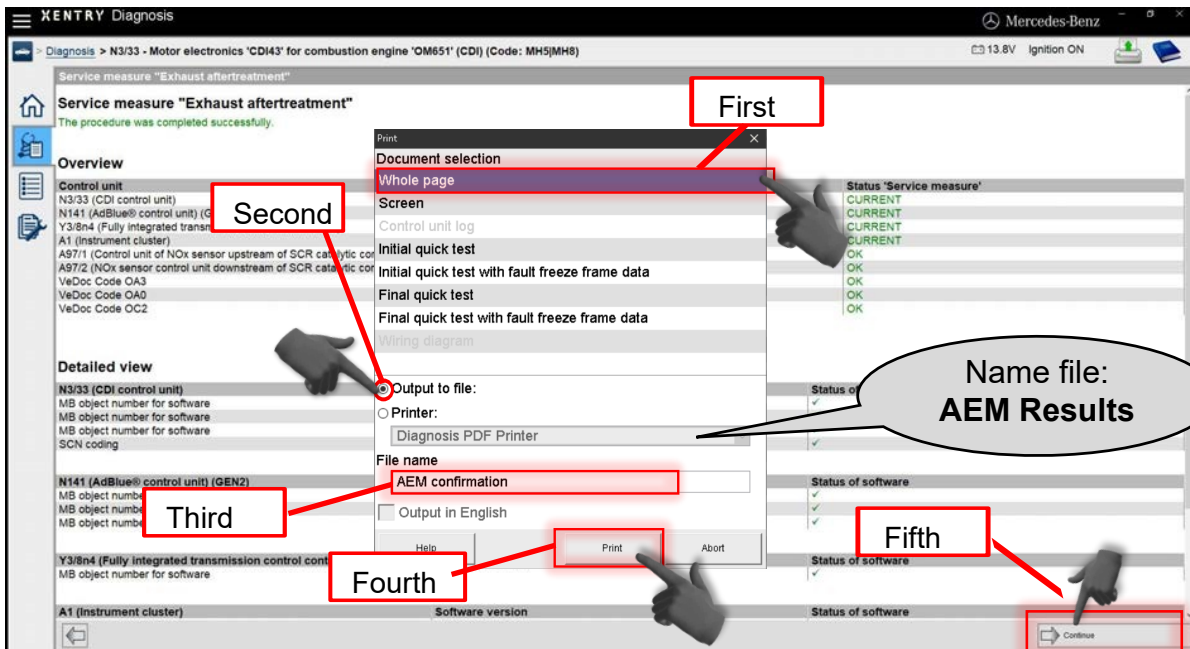 XENTRY Diagnosis
Mercedes-Benz
> Diagnosis > N3/33 - Motor electronics 'CDI43' for combustion engine 'OM651' (CDI) (Code: MH5|MH8)
13.8V Ignition ON
Service measure "Exhaust aftertreatment"
Service measure "Exhaust aftertreatment"
The procedure was completed successfully.
First
Print
Document selection
Whole page
Screen
Control unit log
Initial quick test
Initial quick test with fault freeze frame data
Final quick test
Final quick test with fault freeze frame data
Wiring diagram
Output to file:
Printer:
Diagnosis PDF Printer
File name
AEM confirmation
Output in English
Help Print Abort
Second
Third
Fourth
Fifth
Name file:
AEM Results
Overview
Control unit Status 'Service measure'
N3/33 (CDI control unit) CURRENT
N141 (AdBlue® control unit) CURRENT
Y3/8n4 (Fully integrated CURRENT
A1 (Instrument cluster) CURRENT
A97/1 (Control unit of NOx sensor upstream of SCR OK
A97/2 (NOx sensor control unit downstream of SCR OK
VeDoc Code OA3 OK
VeDoc Code OA0 OK
VeDoc Code OC2 OK
Detailed view
N3/33 (CDI control unit) Status of
MB object number for software
MB object number for software
MB object number for software
SCN coding
N141 (AdBlue® control unit) (GEN2) Status of software
MB object
MB object
MB object
Y3/8n4 (Fully integrated transmission control Status of software
MB object number for software
A1 (Instrument cluster) Software version Status of software
Continue